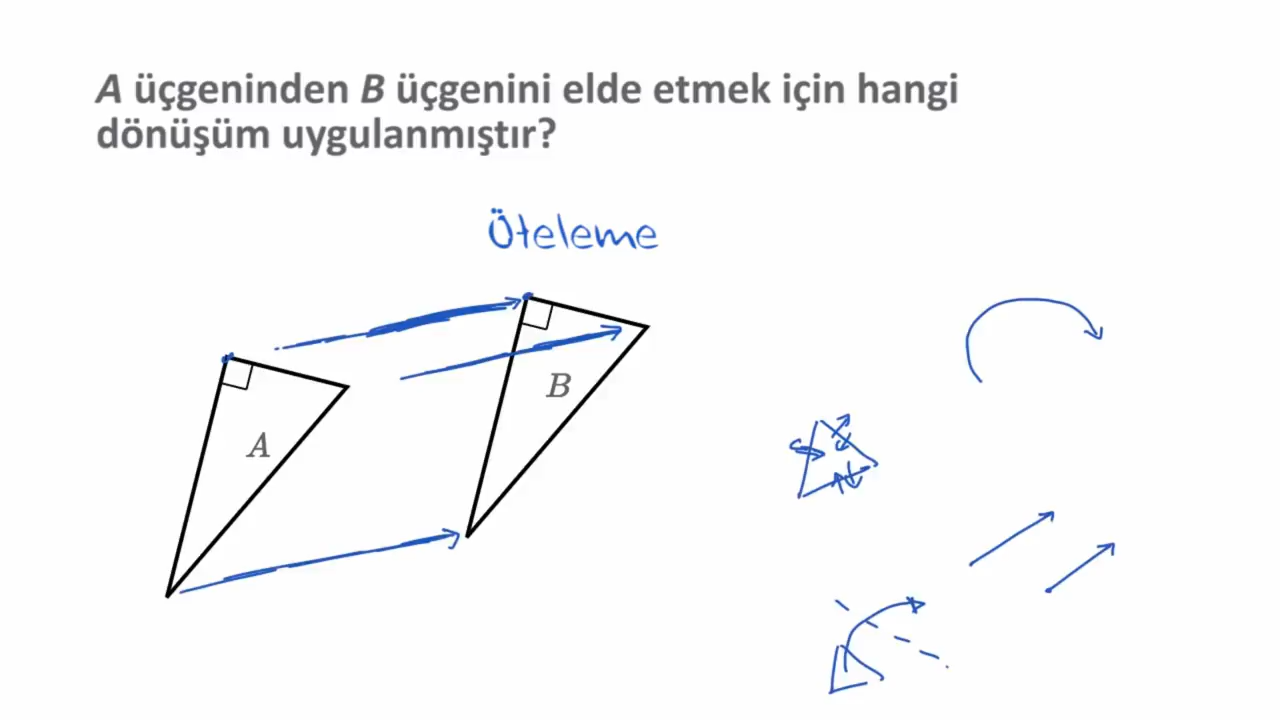 A üçgeninden B üçgenini elde etmek için hangi
dönüşüm uygulanmıştır?
Öteleme
B
A